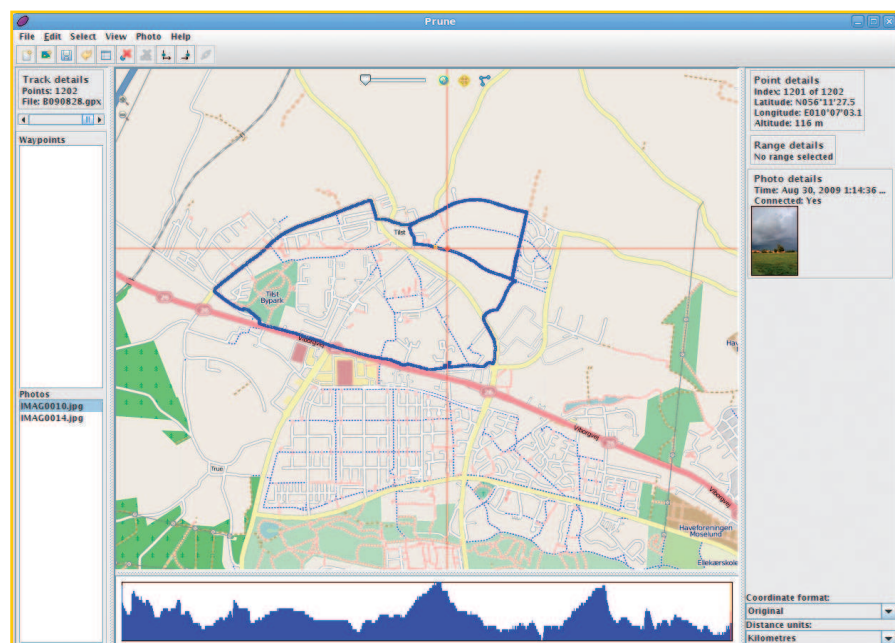 Prune
File Edit Select View Photo Help
Track details
Points: 1202
File: B090828.gpx
Waypoints
Photos
IMAG0010.jpg
IMAG0014.jpg
Tilst
Tilst
Bypark
Viborgvej
True
Viborgvej
Viborgvej
Haveforeningen
Moselund
Ellekærskole
Point details
Index: 1201 of 1202
Latitude: N056°11'27.5
Longitude: E010°07'03.1
Altitude: 116 m
Range details
No range selected
Photo details
Time: Aug 30, 2009 1:14:36 ...
Connected: Yes
Coordinate format:
Original
Distance units:
Kilometres